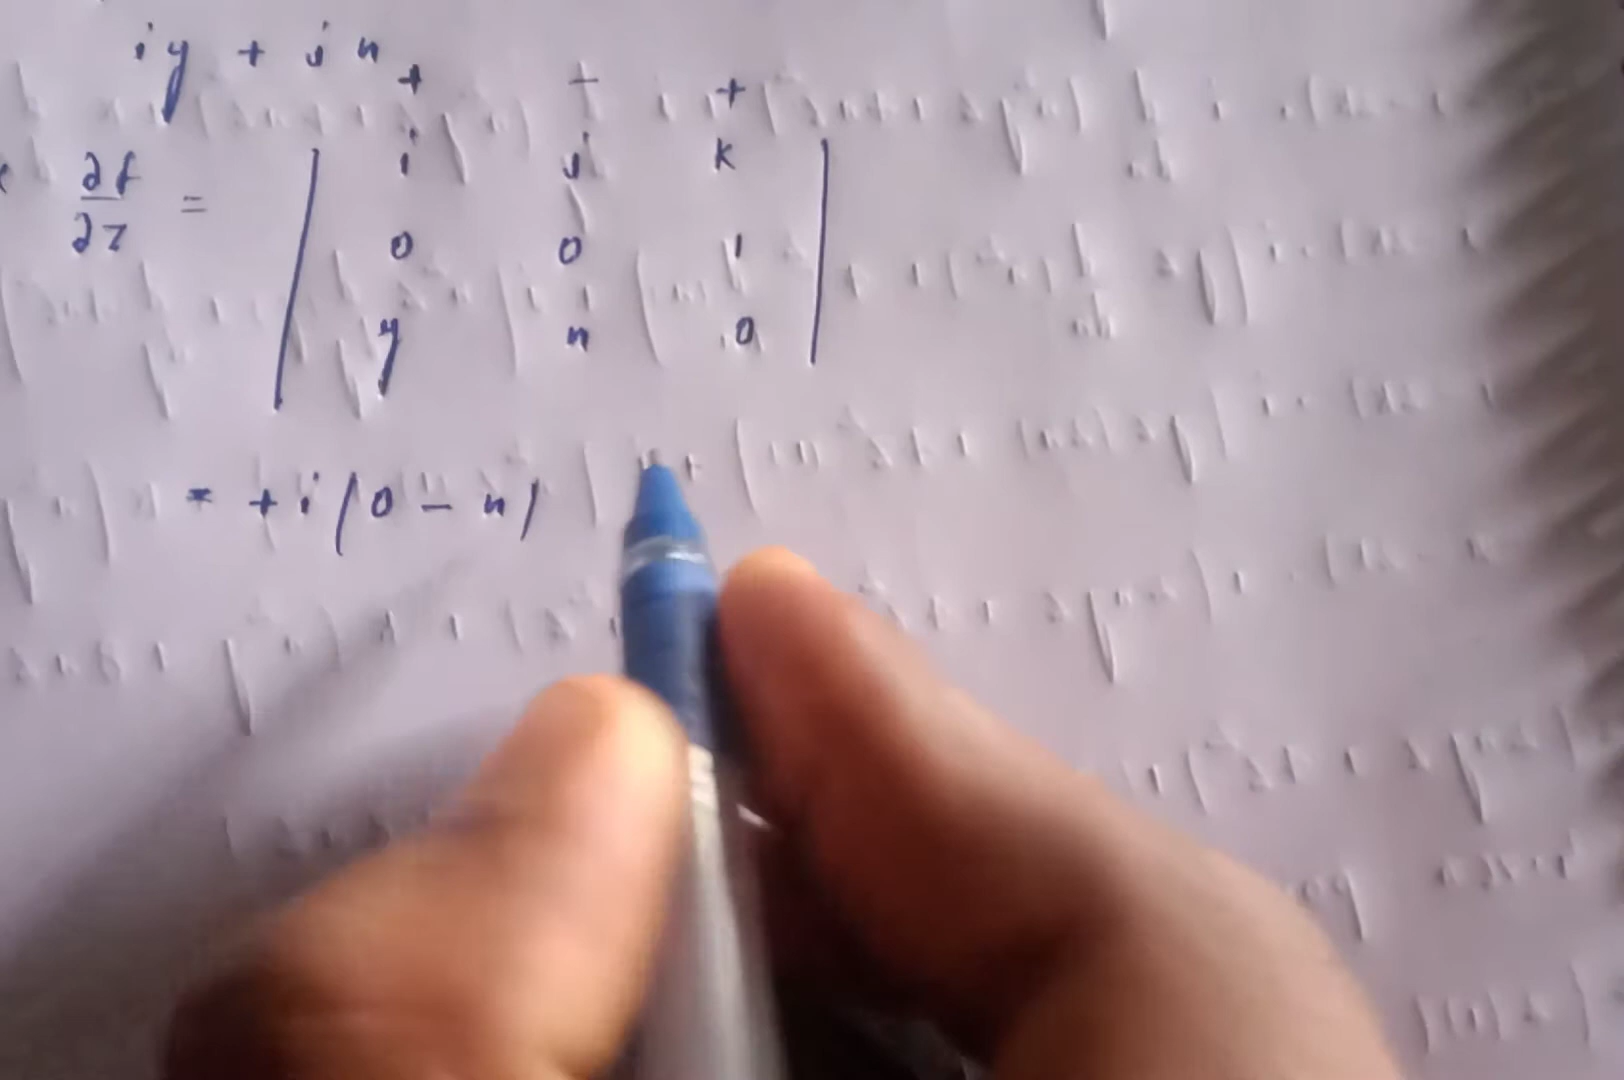 iy + jn
+ - +
∂f/∂z = | i j k |
| 0 0 1 |
| y n 0 |
= +i(0 - n)